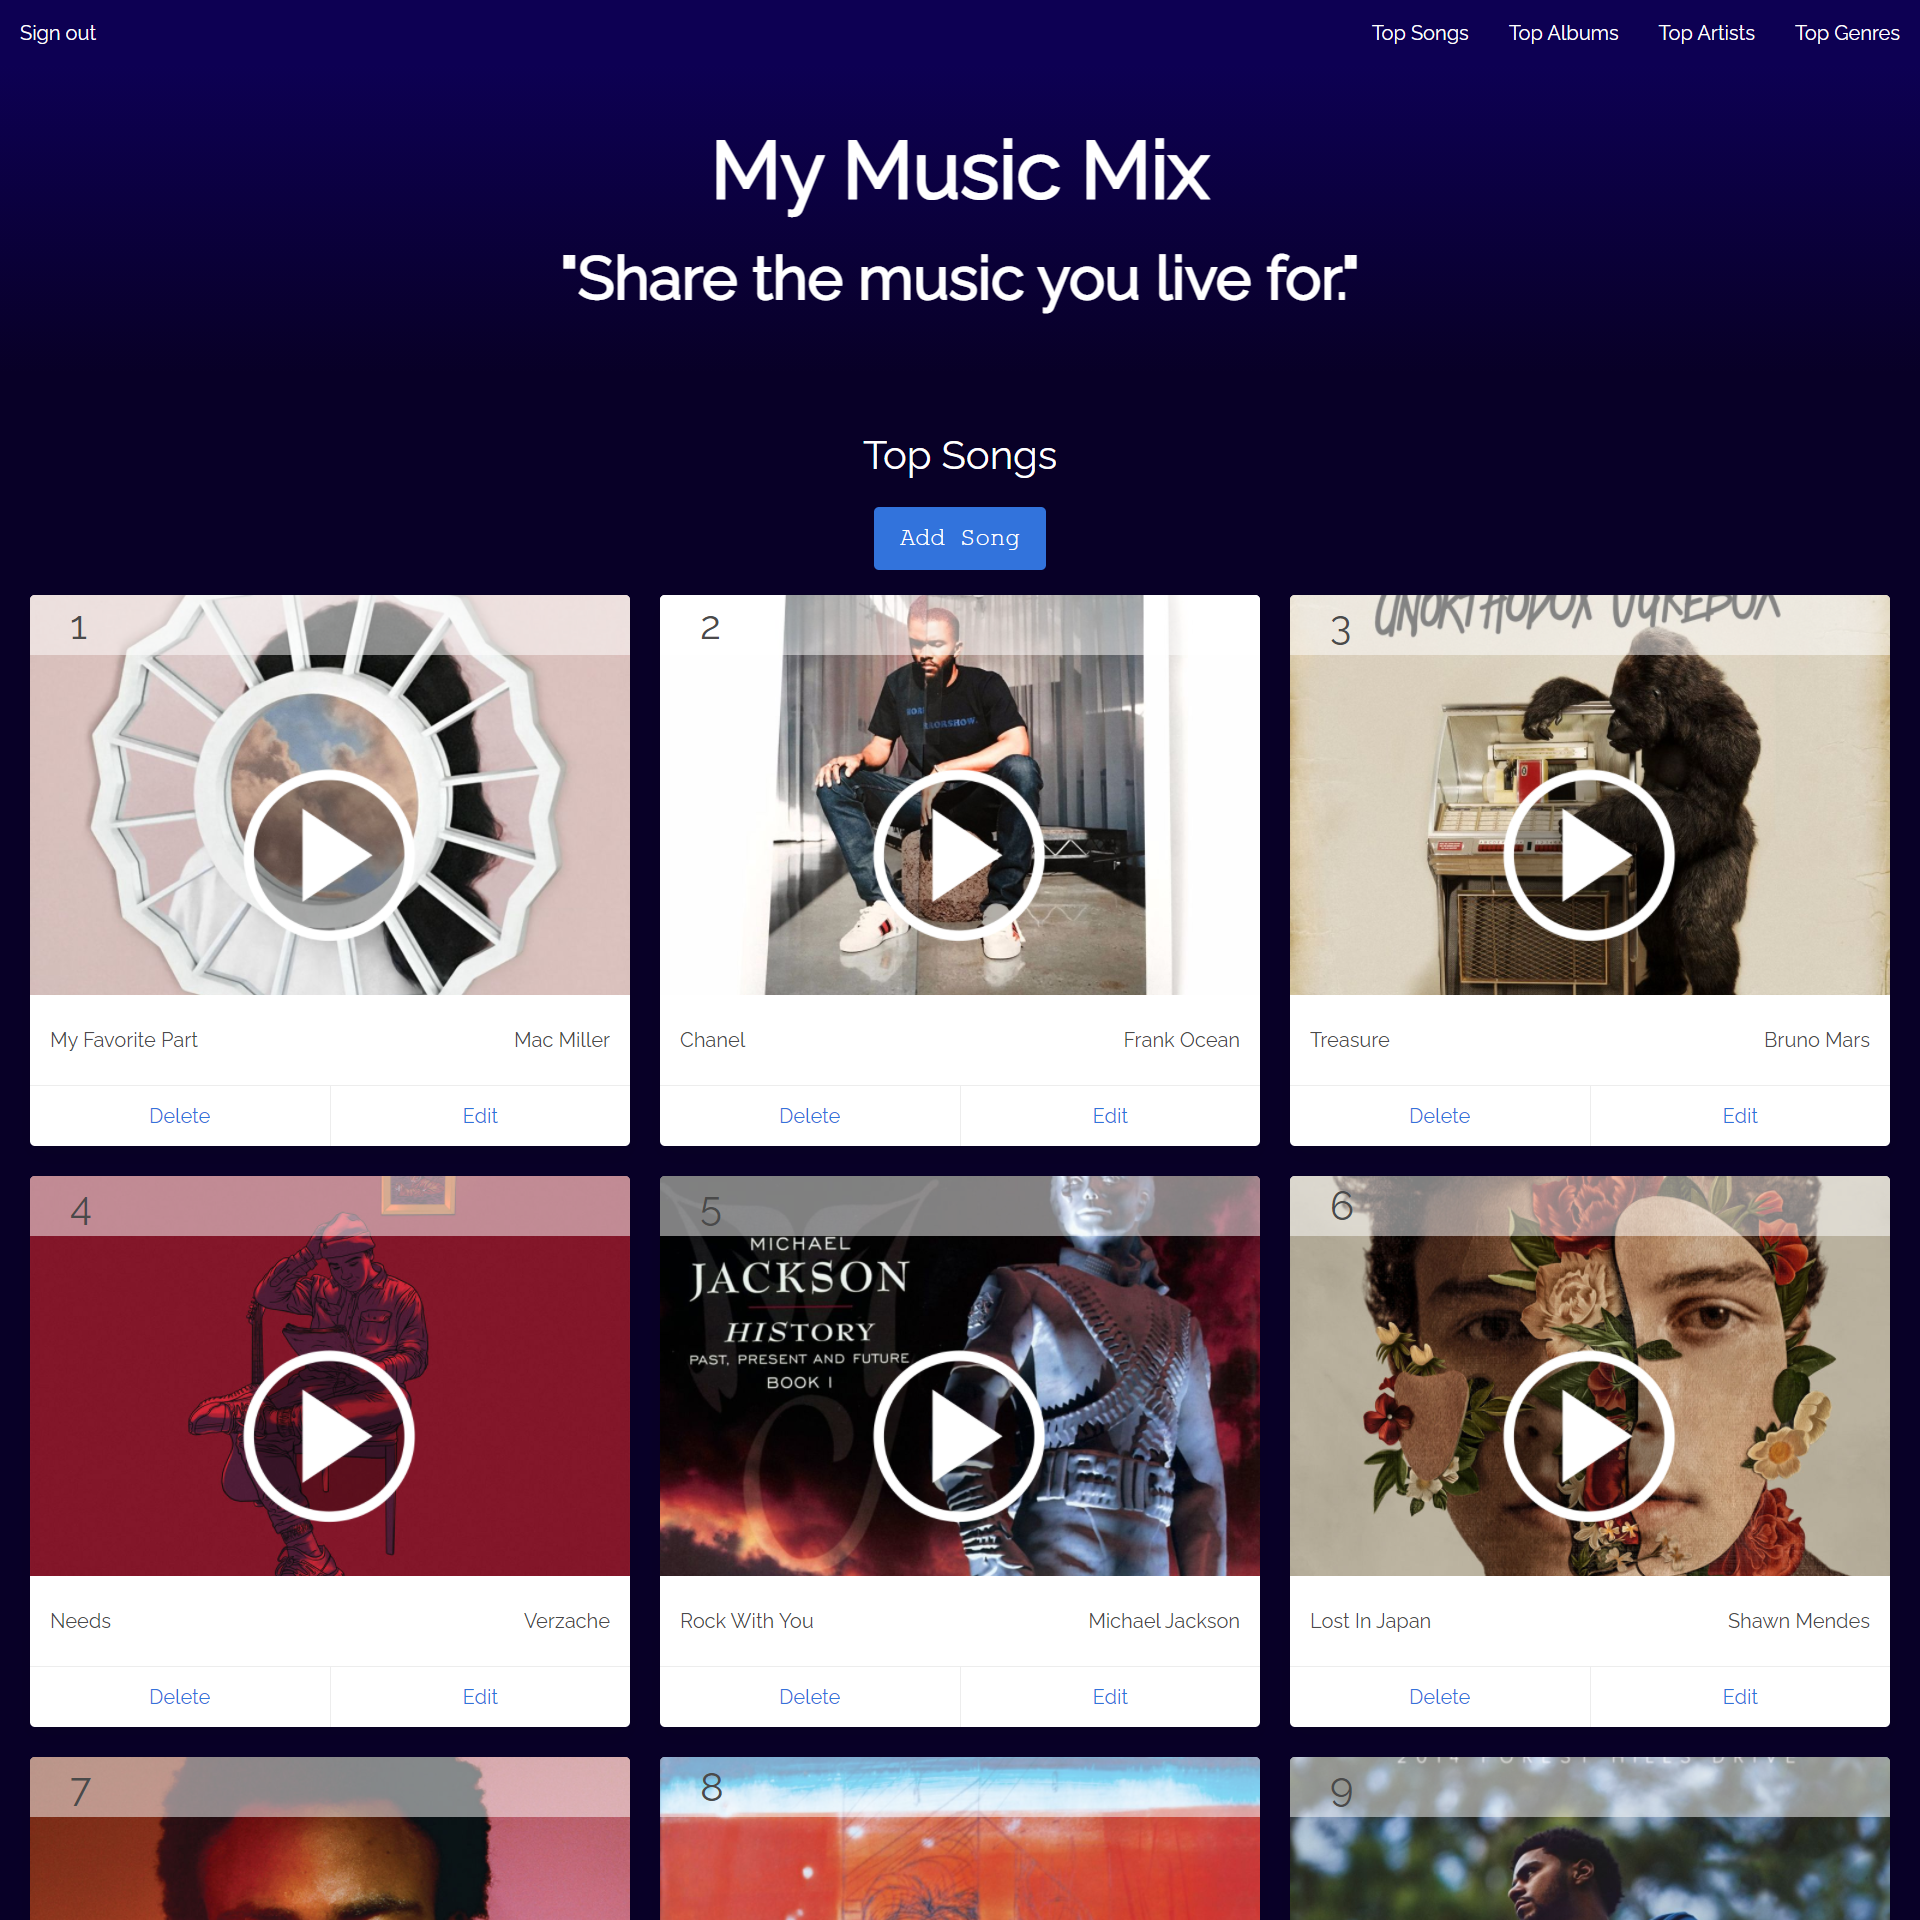 Sign out
Top Songs Top Albums Top Artists Top Genres
My Music Mix
"Share the music you live for."
Top Songs
Add Song
1
2
3
UNORTHODOX JUKEBOX
My Favorite Part Mac Miller
Chanel Frank Ocean
Treasure Bruno Mars
Delete Edit
Delete Edit
Delete Edit
4
5
6
MICHAEL
JACKSON
HISTORY
PAST, PRESENT AND FUTURE
BOOK I
Needs Verzache
Rock With You Michael Jackson
Lost In Japan Shawn Mendes
Delete Edit
Delete Edit
Delete Edit
7
8
9
2014 FOREST HILLS DRIVE